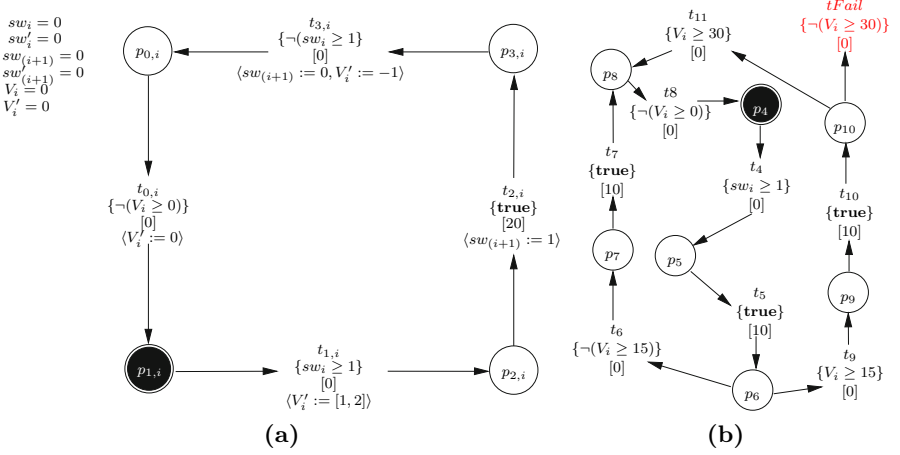 sw_i = 0
sw'_i = 0
sw_(i+1) = 0
sw'_(i+1) = 0
V_i = 0
V'_i = 0
p_{0,i}
t_{3,i}
{¬(sw_i ≥ 1}
[0]
⟨sw_(i+1) := 0, V'_i := −1⟩
p_{3,i}
t_{0,i}
{¬(V_i ≥ 0)}
[0]
⟨V'_i := 0⟩
t_{2,i}
{true}
[20]
⟨sw_(i+1) := 1⟩
p_{1,i}
t_{1,i}
{sw_i ≥ 1}
[0]
⟨V'_i := [1, 2]⟩
p_{2,i}
(a)
t_11
{¬(V_i ≥ 30}
[0]
tFail
{¬(V_i ≥ 30)}
[0]
p_8
t8
{¬(V_i ≥ 0)}
[0]
p_4
p_10
t_7
{true}
[10]
t_4
{sw_i ≥ 1}
[0]
t_10
{true}
[10]
p_7
p_5
p_9
t_6
{¬(V_i ≥ 15)}
[0]
t_5
{true}
[10]
t_9
{V_i ≥ 15}
[0]
p_6
(b)